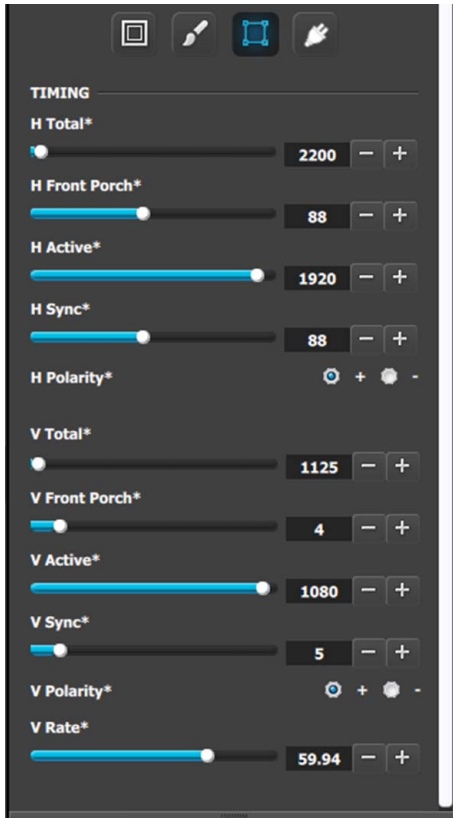 TIMING
H Total*
2200 − +
H Front Porch*
88 − +
H Active*
1920 − +
H Sync*
88 − +
H Polarity* + -
V Total*
1125 − +
V Front Porch*
4 − +
V Active*
1080 − +
V Sync*
5 − +
V Polarity* + -
V Rate*
59.94 − +